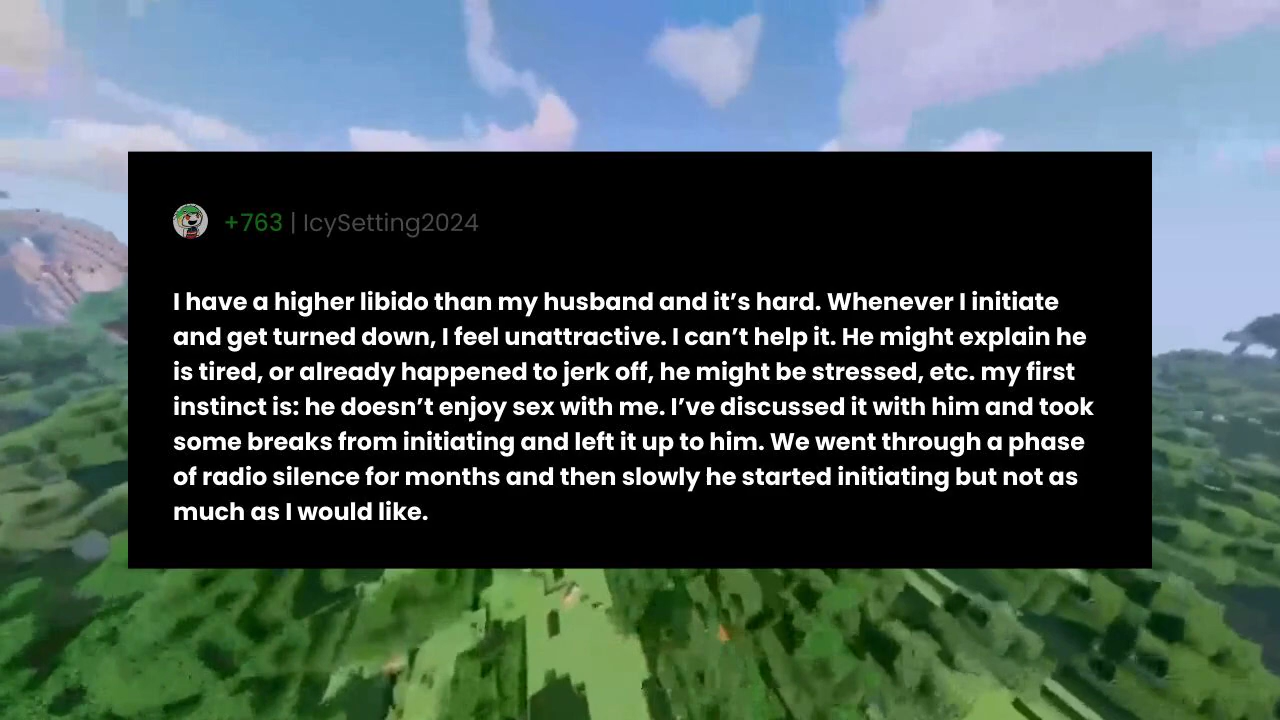 +763 | IcySetting2024
I have a higher libido than my husband and it’s hard. Whenever I initiate
and get turned down, I feel unattractive. I can’t help it. He might explain he
is tired, or already happened to jerk off, he might be stressed, etc. my first
instinct is: he doesn’t enjoy sex with me. I’ve discussed it with him and took
some breaks from initiating and left it up to him. We went through a phase
of radio silence for months and then slowly he started initiating but not as
much as I would like.